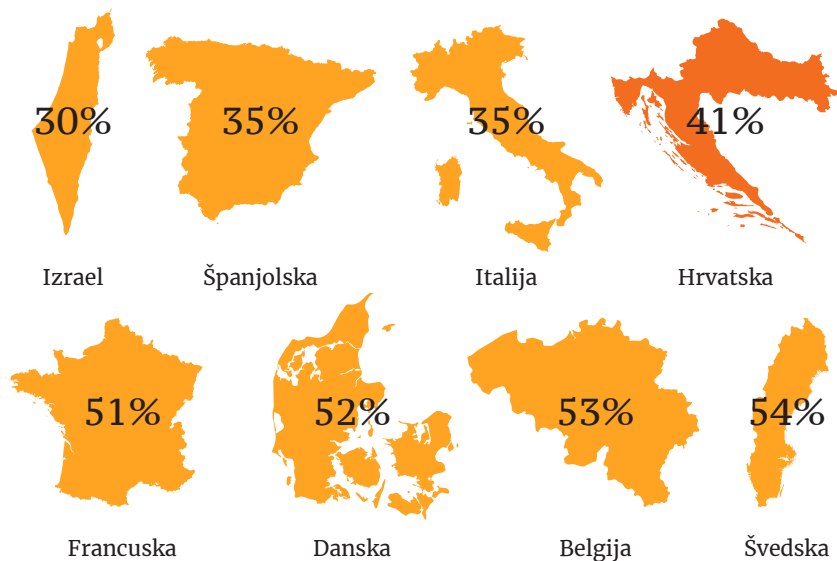 30% 35% 35% 41%
Izrael Španjolska Italija Hrvatska
51% 52% 53% 54%
Francuska Danska Belgija Švedska